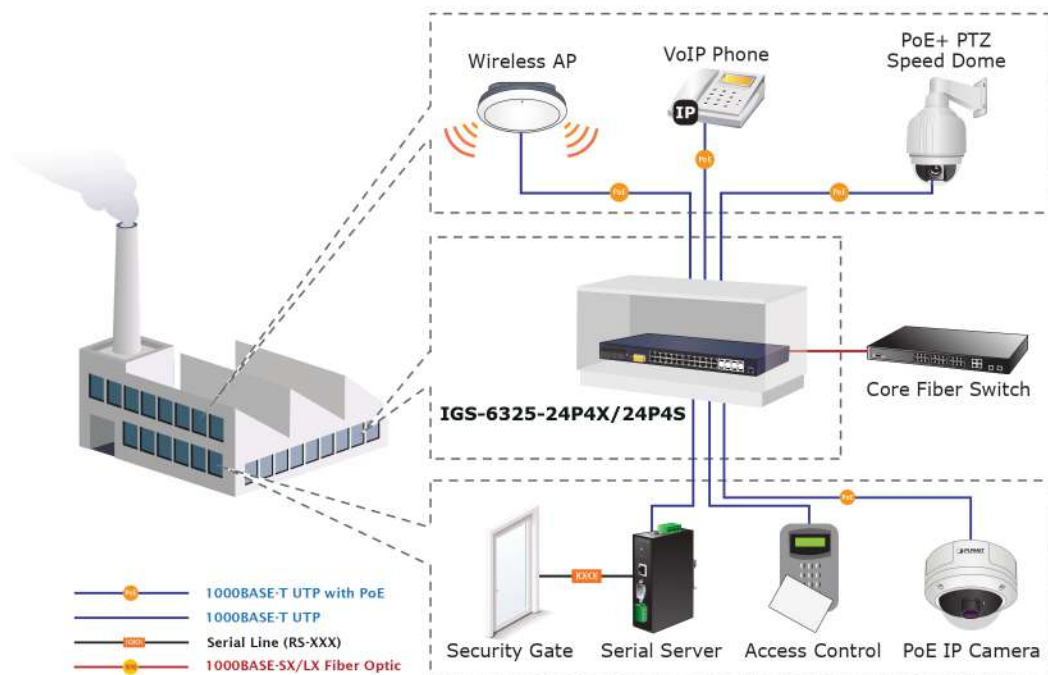 Wireless AP
VoIP Phone
PoE+ PTZ
Speed Dome
IP
PoE
PoE
PoE
IGS-6325-24P4X/24P4S
Core Fiber Switch
PoE
PLANET
Security Gate
Serial Server
Access Control
PoE IP Camera
PoE
1000BASE-T UTP with PoE
1000BASE-T UTP
Serial Line (RS-XXX)
1000BASE-SX/LX Fiber Optic